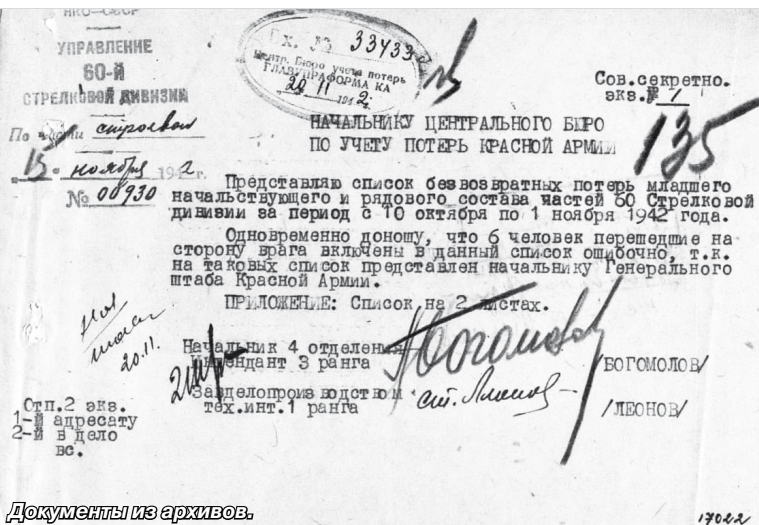 НКО-СССР
УПРАВЛЕНИЕ
60-Й
СТРЕЛКОВОЙ ДИВИЗИИ
По части строевой
15 ноября 1942 г.
№ 00930
Вх. № 33433
Центр. Бюро учета потерь
ГЛАВУПРАФОРМА КА
20 11 1942 г.
Сов.секретно.
экз.№ 1
135
НАЧАЛЬНИКУ ЦЕНТРАЛЬНОГО БЮРО
ПО УЧЕТУ ПОТЕРЬ КРАСНОЙ АРМИИ
Представляю список безвозвратных потерь младшего
начальствующего и рядового состава частей 60 Стрелковой
дивизии за период с 10 октября по 1 ноября 1942 года.
Одновременно доношу, что 6 человек перешедшие на
сторону врага включены в данный список ошибочно, т.к.
на таковых список представлен начальнику Генерального
штаба Красной Армии.
ПРИЛОЖЕНИЕ: Список на 2 листах.
20.11.
Начальник 4 отделения
Интендант 3 ранга
/БОГОМОЛОВ/
Завделопроизводством
тех.инт.1 ранга
/ЛЕОНОВ/
Отп.2 экз.
1-й адресату
2-й в дело
вс.
Документы из архивов.
17022